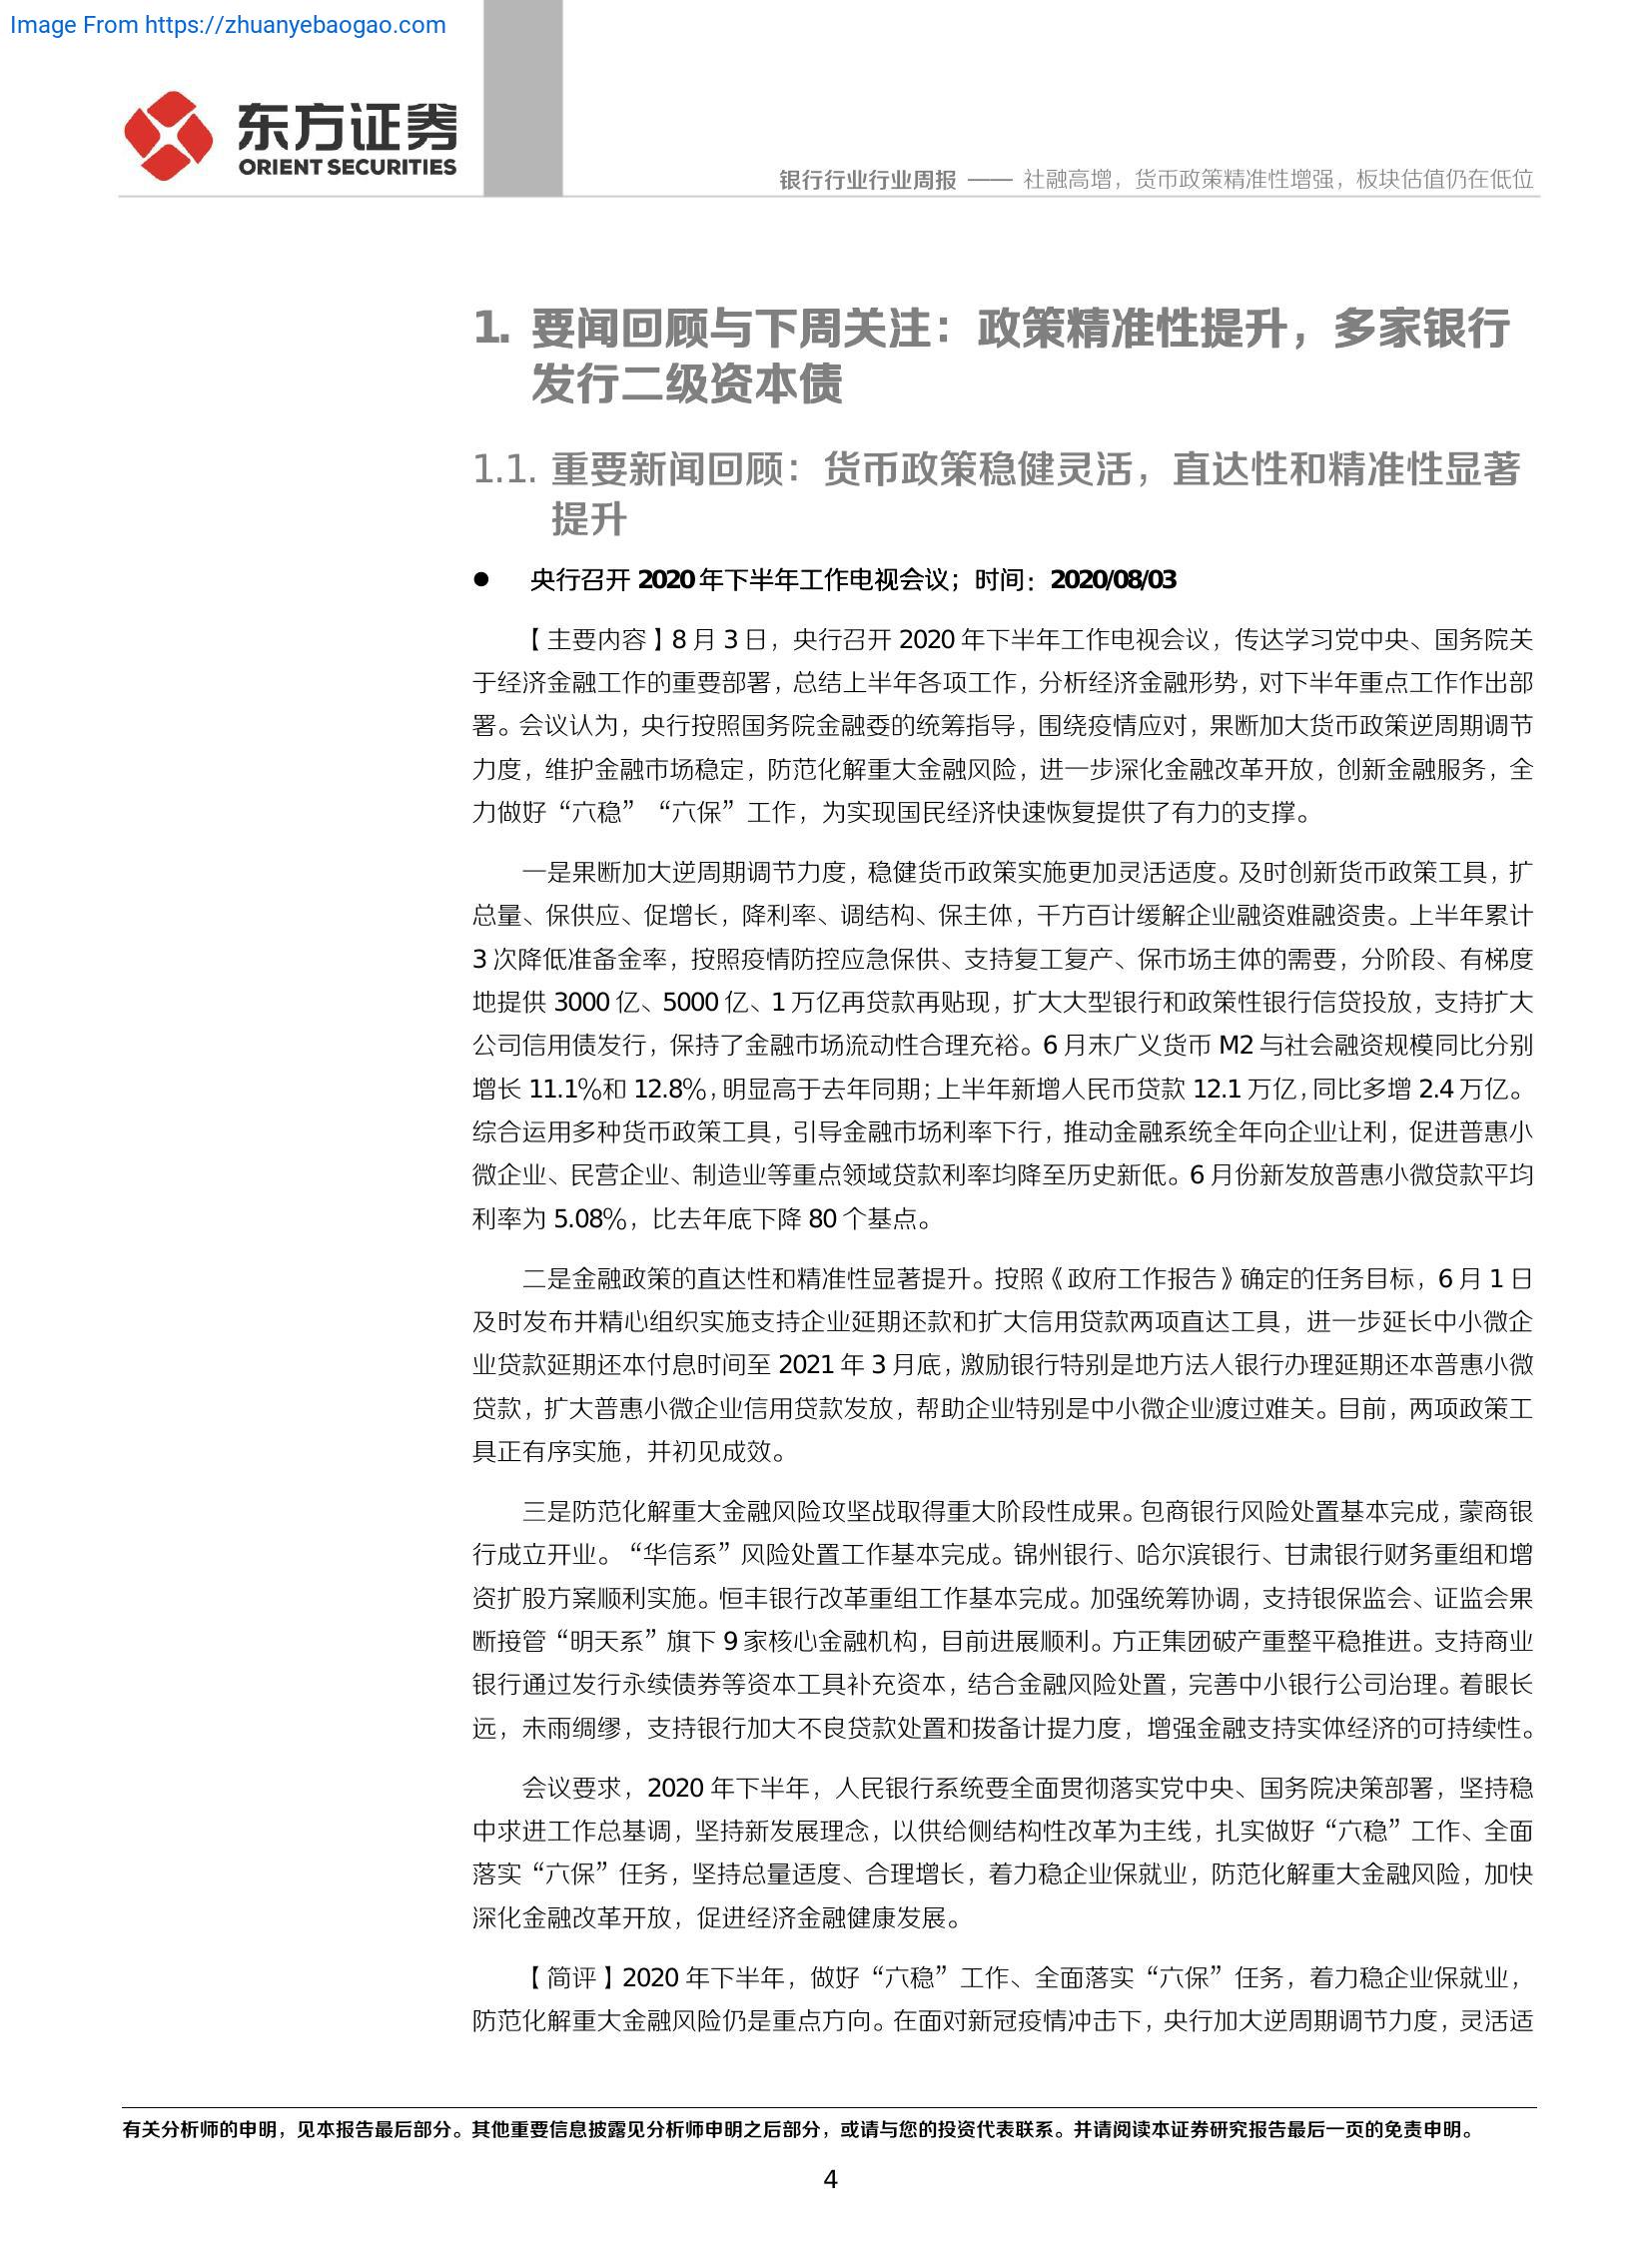 Image From https://zhuanyebaogao.com
东方证券
ORIENT SECURITIES
银行行业行业周报 —— 社融高增，货币政策精准性增强，板块估值仍在低位
1. 要闻回顾与下周关注：政策精准性提升，多家银行
发行二级资本债
1.1. 重要新闻回顾：货币政策稳健灵活，直达性和精准性显著
提升
● 央行召开 2020 年下半年工作电视会议；时间：2020/08/03
【主要内容】8 月 3 日，央行召开 2020 年下半年工作电视会议，传达学习党中央、国务院关
于经济金融工作的重要部署，总结上半年各项工作，分析经济金融形势，对下半年重点工作作出部
署。会议认为，央行按照国务院金融委的统筹指导，围绕疫情应对，果断加大货币政策逆周期调节
力度，维护金融市场稳定，防范化解重大金融风险，进一步深化金融改革开放，创新金融服务，全
力做好“六稳”“六保”工作，为实现国民经济快速恢复提供了有力的支撑。
一是果断加大逆周期调节力度，稳健货币政策实施更加灵活适度。及时创新货币政策工具，扩
总量、保供应、促增长，降利率、调结构、保主体，千方百计缓解企业融资难融资贵。上半年累计
3 次降低准备金率，按照疫情防控应急保供、支持复工复产、保市场主体的需要，分阶段、有梯度
地提供 3000 亿、5000 亿、1 万亿再贷款再贴现，扩大大型银行和政策性银行信贷投放，支持扩大
公司信用债发行，保持了金融市场流动性合理充裕。6 月末广义货币 M2 与社会融资规模同比分别
增长 11.1%和 12.8%，明显高于去年同期；上半年新增人民币贷款 12.1 万亿，同比多增 2.4 万亿。
综合运用多种货币政策工具，引导金融市场利率下行，推动金融系统全年向企业让利，促进普惠小
微企业、民营企业、制造业等重点领域贷款利率均降至历史新低。6 月份新发放普惠小微贷款平均
利率为 5.08%，比去年底下降 80 个基点。
二是金融政策的直达性和精准性显著提升。按照《政府工作报告》确定的任务目标，6 月 1 日
及时发布并精心组织实施支持企业延期还款和扩大信用贷款两项直达工具，进一步延长中小微企
业贷款延期还本付息时间至 2021 年 3 月底，激励银行特别是地方法人银行办理延期还本普惠小微
贷款，扩大普惠小微企业信用贷款发放，帮助企业特别是中小微企业渡过难关。目前，两项政策工
具正有序实施，并初见成效。
三是防范化解重大金融风险攻坚战取得重大阶段性成果。包商银行风险处置基本完成，蒙商银
行成立开业。“华信系”风险处置工作基本完成。锦州银行、哈尔滨银行、甘肃银行财务重组和增
资扩股方案顺利实施。恒丰银行改革重组工作基本完成。加强统筹协调，支持银保监会、证监会果
断接管“明天系”旗下 9 家核心金融机构，目前进展顺利。方正集团破产重整平稳推进。支持商业
银行通过发行永续债券等资本工具补充资本，结合金融风险处置，完善中小银行公司治理。着眼长
远，未雨绸缪，支持银行加大不良贷款处置和拨备计提力度，增强金融支持实体经济的可持续性。
会议要求，2020 年下半年，人民银行系统要全面贯彻落实党中央、国务院决策部署，坚持稳
中求进工作总基调，坚持新发展理念，以供给侧结构性改革为主线，扎实做好“六稳”工作、全面
落实“六保”任务，坚持总量适度、合理增长，着力稳企业保就业，防范化解重大金融风险，加快
深化金融改革开放，促进经济金融健康发展。
【简评】2020 年下半年，做好“六稳”工作、全面落实“六保”任务，着力稳企业保就业，
防范化解重大金融风险仍是重点方向。在面对新冠疫情冲击下，央行加大逆周期调节力度，灵活适
有关分析师的申明，见本报告最后部分。其他重要信息披露见分析师申明之后部分，或请与您的投资代表联系。并请阅读本证券研究报告最后一页的免责申明。
4